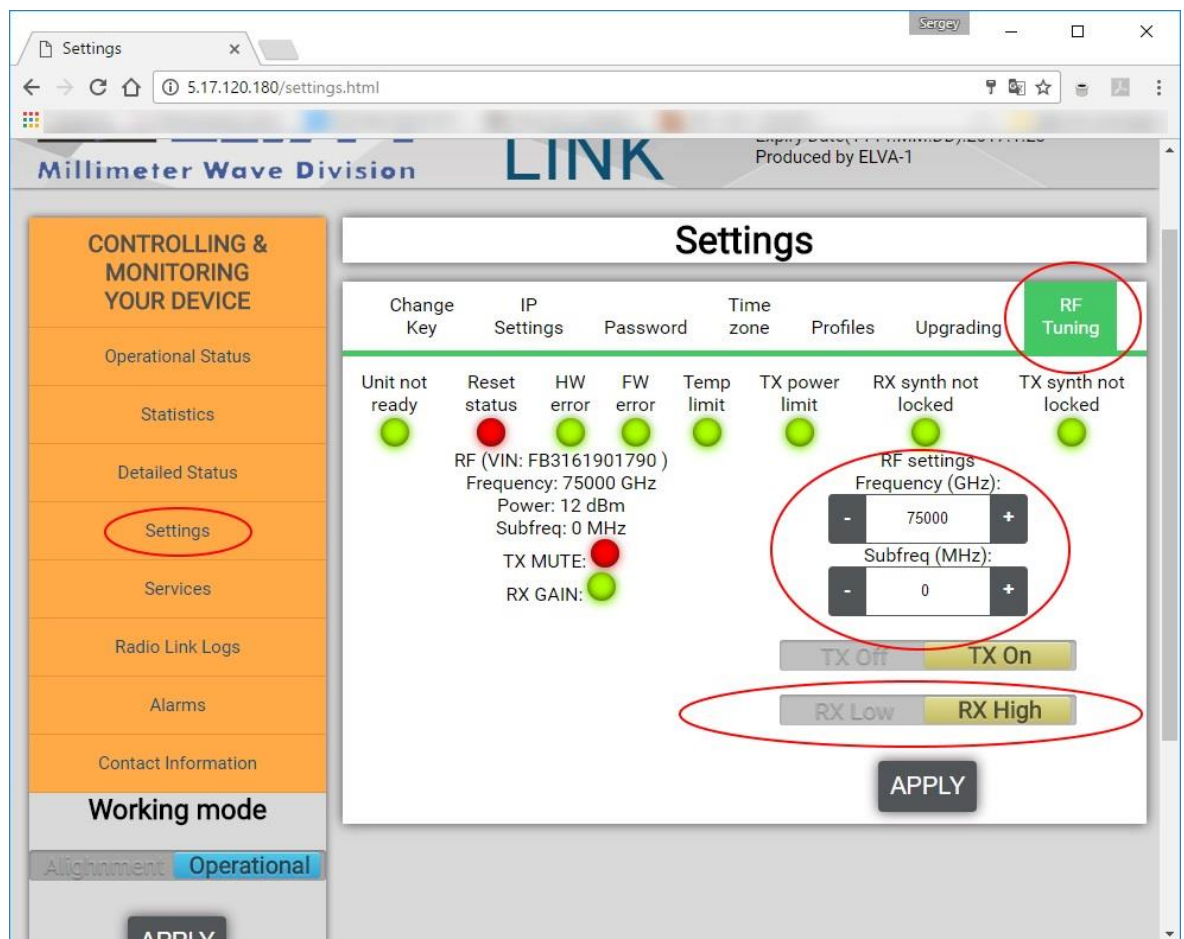 Sergey
Settings
5.17.120.180/settings.html
Millimeter Wave Division
LINK
Produced by ELVA-1
CONTROLLING &
MONITORING
YOUR DEVICE
Operational Status
Statistics
Detailed Status
Settings
Services
Radio Link Logs
Alarms
Contact Information
Working mode
Alighnment Operational
APPLY
Settings
Change Key
IP Settings
Password
Time zone
Profiles
Upgrading
RF Tuning
Unit not ready
Reset status
HW error
FW error
Temp limit
TX power limit
RX synth not locked
TX synth not locked
RF (VIN: FB3161901790 )
Frequency: 75000 GHz
Power: 12 dBm
Subfreq: 0 MHz
TX MUTE:
RX GAIN:
RF settings
Frequency (GHz):
- 75000 +
Subfreq (MHz):
- 0 +
TX Off TX On
RX Low RX High
APPLY